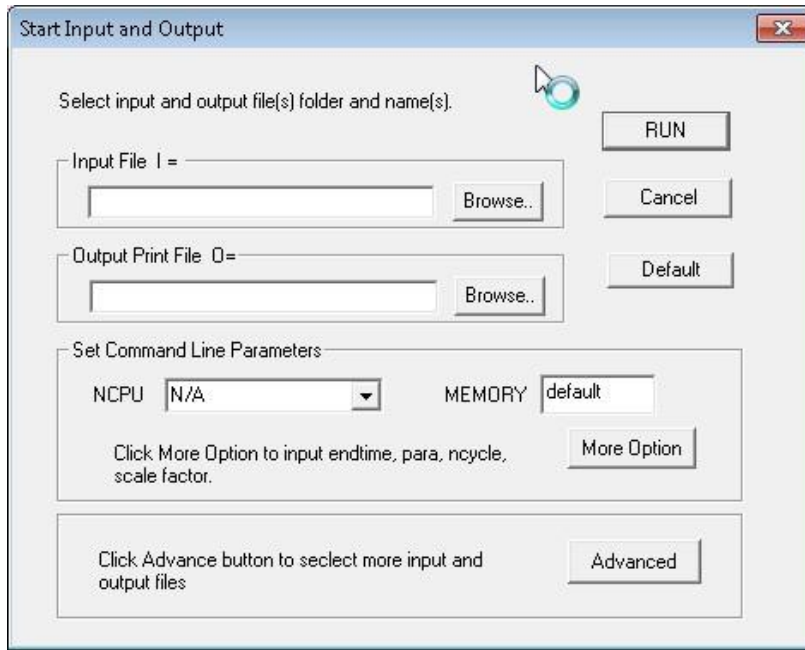 Start Input and Output
Select input and output file(s) folder and name(s).
RUN
Input File I =
Browse..
Cancel
Output Print File O=
Browse..
Default
Set Command Line Parameters
NCPU N/A MEMORY default
Click More Option to input endtime, para, ncycle,
scale factor.
More Option
Click Advance button to seclect more input and
output files
Advanced